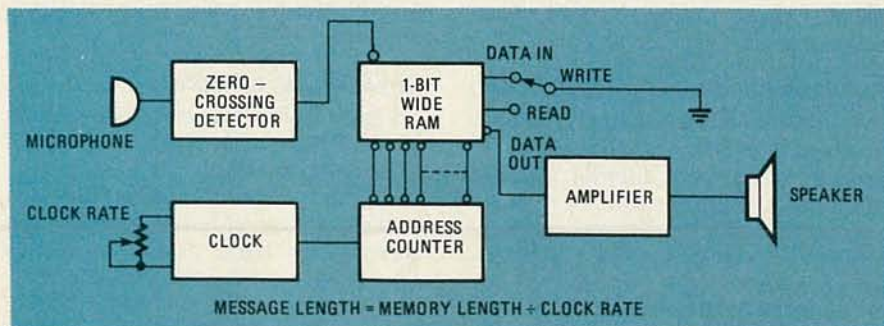 DATA IN
WRITE
ZERO –
CROSSING
DETECTOR
1-BIT
WIDE
RAM
READ
MICROPHONE
DATA
OUT
AMPLIFIER
SPEAKER
CLOCK RATE
CLOCK
ADDRESS
COUNTER
MESSAGE LENGTH = MEMORY LENGTH ÷ CLOCK RATE